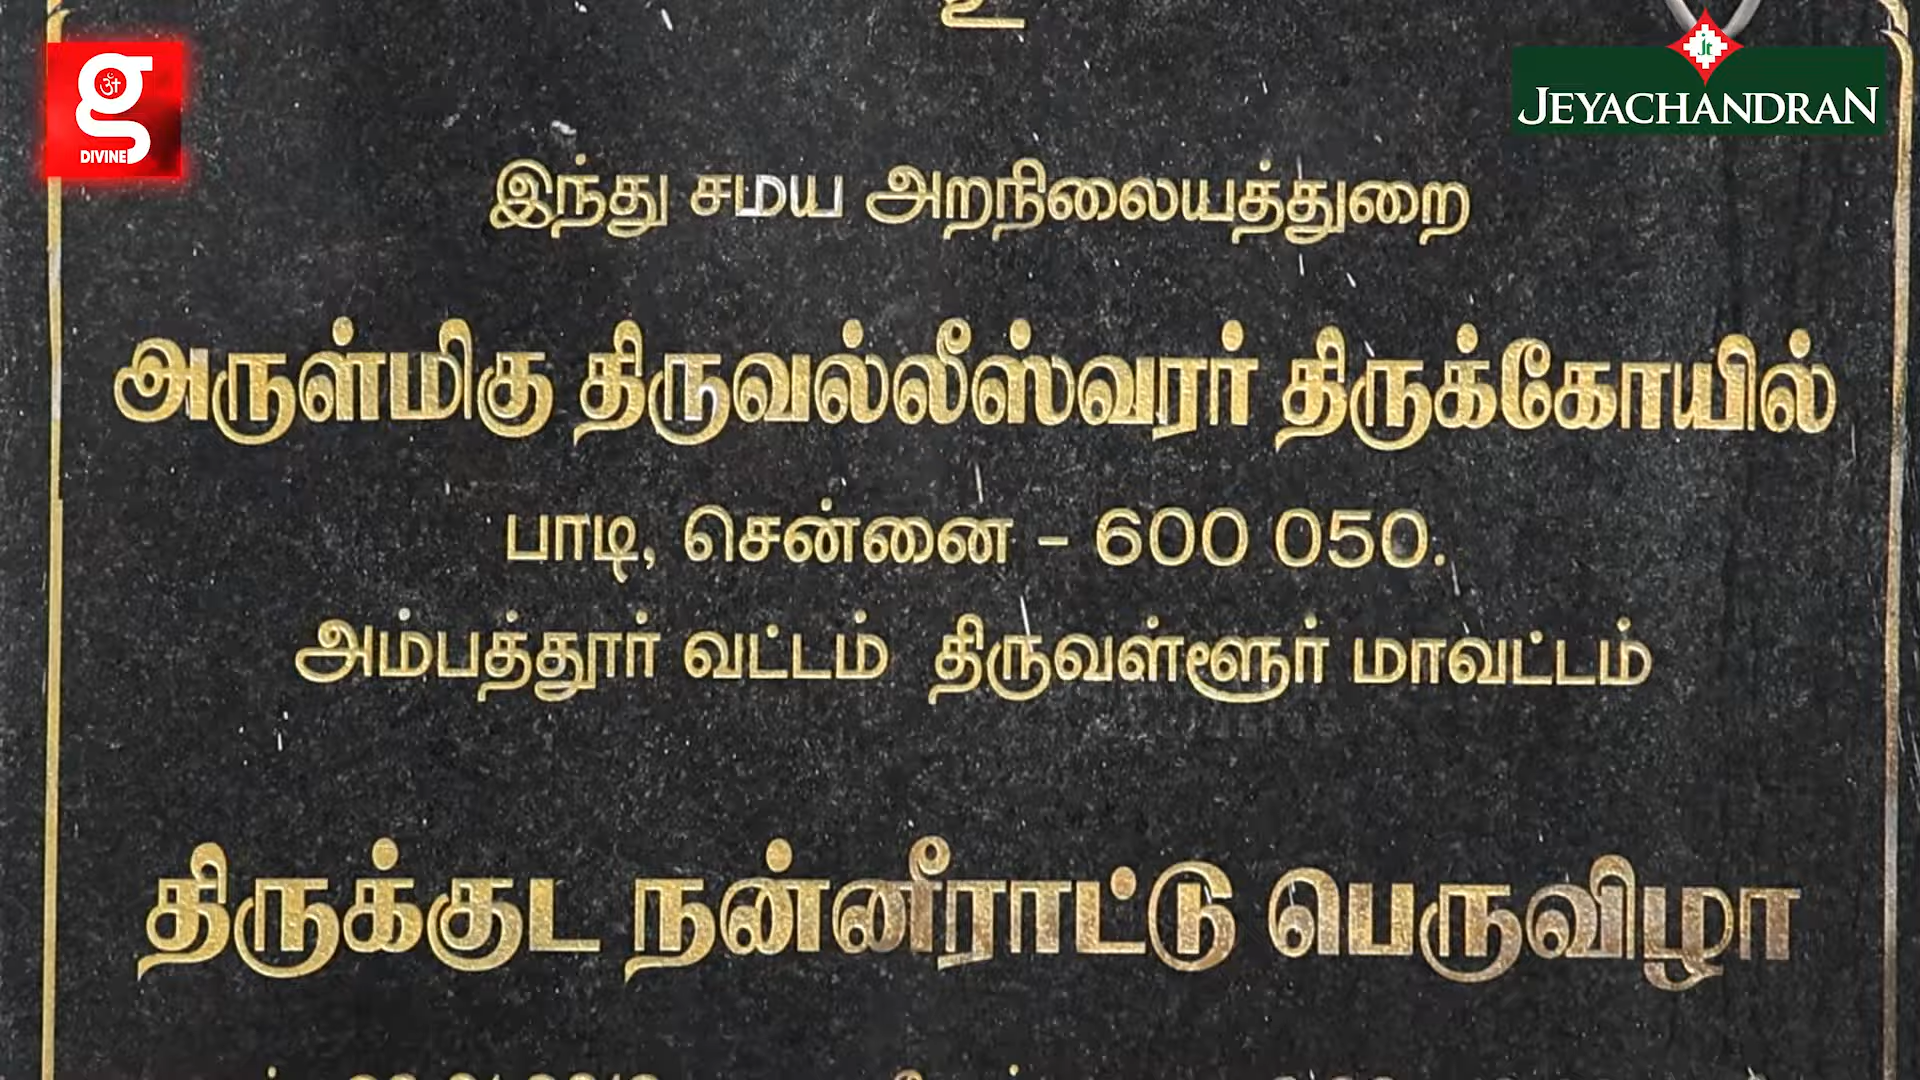 உ
g
DIVINE
jt
JEYACHANDRAN
இந்து சமய அறநிலையத்துறை
அருள்மிகு திருவல்லீஸ்வரர் திருக்கோயில்
பாடி, சென்னை - 600 050.
அம்பத்தூர் வட்டம் திருவள்ளூர் மாவட்டம்
திருக்குட நன்னீராட்டு பெருவிழா